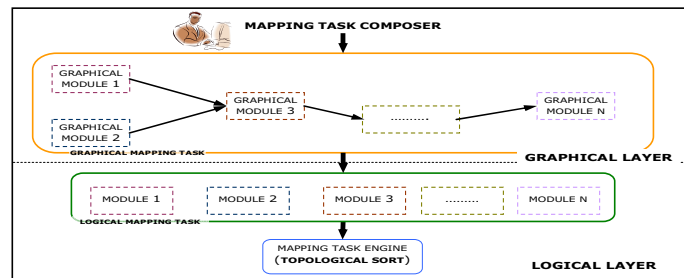 MAPPING TASK COMPOSER
GRAPHICAL
MODULE 1
GRAPHICAL
MODULE 2
GRAPHICAL
MODULE 3
..........
GRAPHICAL
MODULE N
GRAPHICAL MAPPING TASK
GRAPHICAL LAYER
MODULE 1
MODULE 2
MODULE 3
.........
MODULE N
LOGICAL MAPPING TASK
MAPPING TASK ENGINE
(TOPOLOGICAL SORT)
LOGICAL LAYER